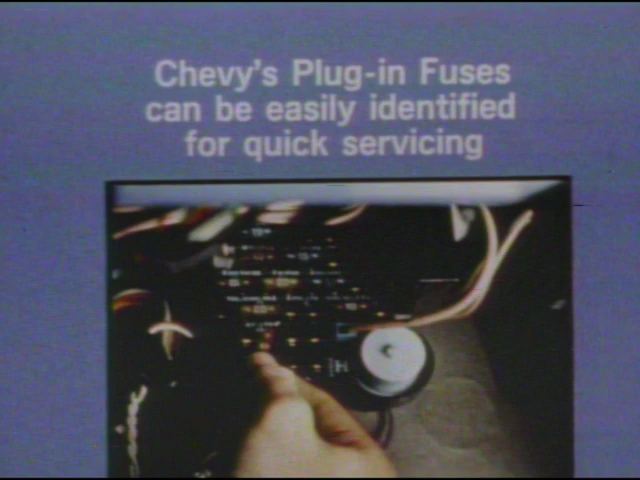 Chevy's Plug-in Fuses
can be easily identified
for quick servicing